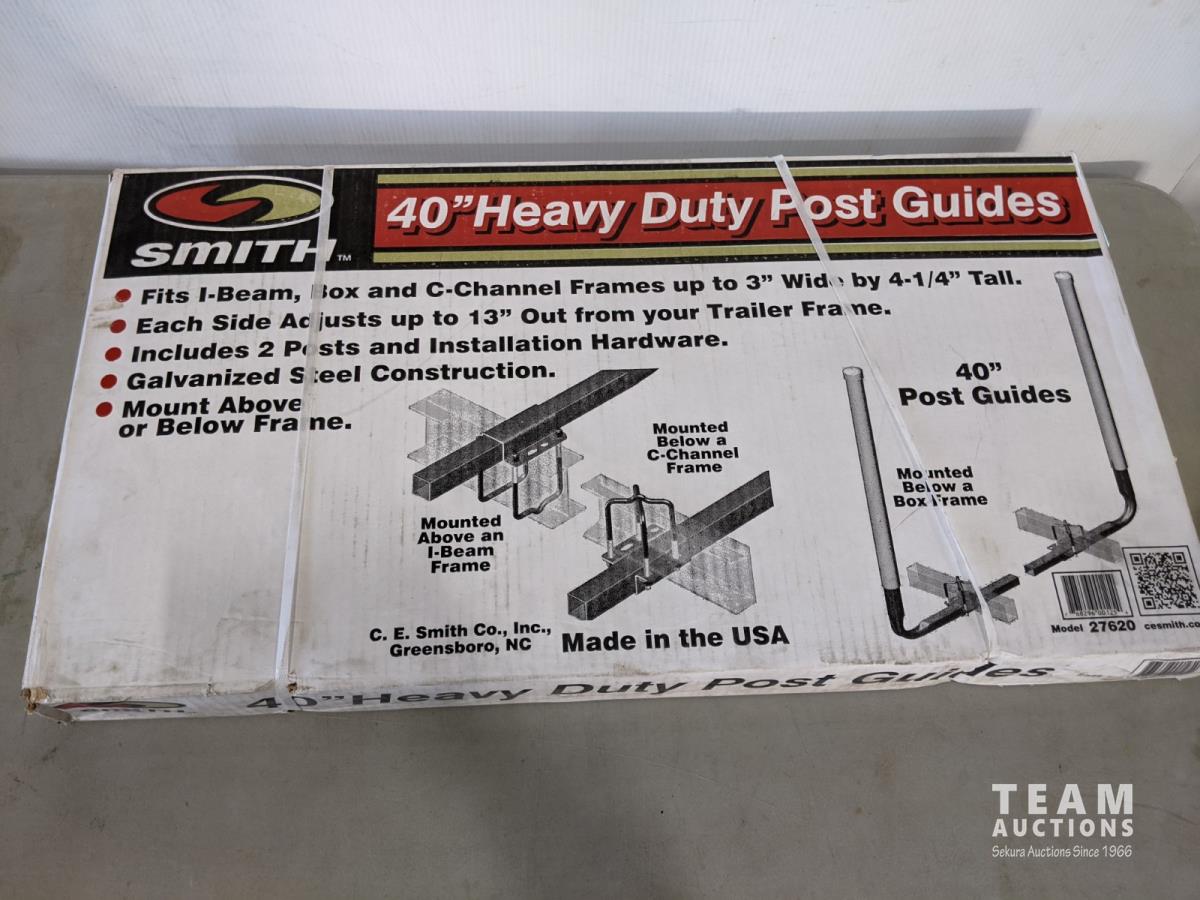 SMITH™
40" Heavy Duty Post Guides
Fits I-Beam, Box and C-Channel Frames up to 3" Wide by 4-1/4" Tall.
Each Side Adjusts up to 13" Out from your Trailer Frame.
Includes 2 Posts and Installation Hardware.
Galvanized Steel Construction.
Mount Above
or Below Frame.
Mounted
Above an
I-Beam
Frame
Mounted
Below a
C-Channel
Frame
40"
Post Guides
Mounted
Below a
Box Frame
C. E. Smith Co., Inc.,
Greensboro, NC
Made in the USA
Model 27620 cesmith.co
SMITH
40" Heavy Duty Post Guides
TEAM
AUCTIONS
Sekura Auctions Since 1966